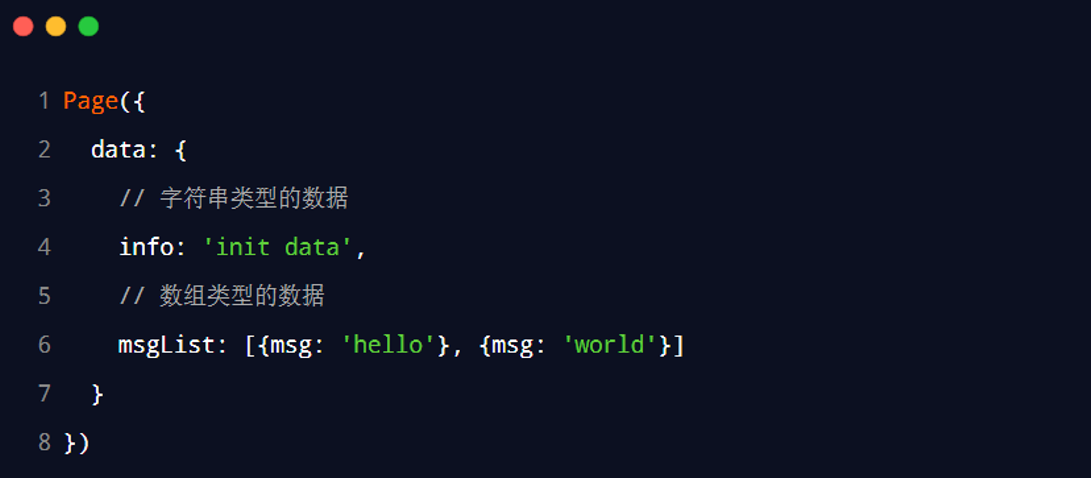 1 Page({
2   data: {
3     // 字符串类型的数据
4     info: 'init data',
5     // 数组类型的数据
6     msgList: [{msg: 'hello'}, {msg: 'world'}]
7   }
8 })